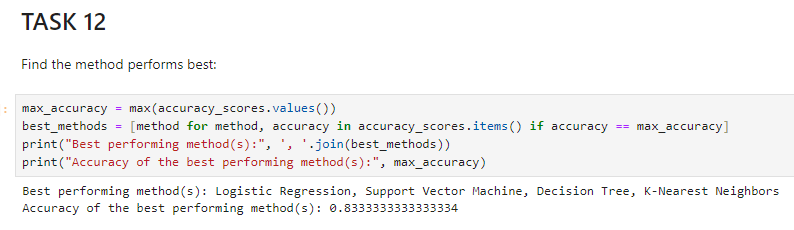 TASK 12
Find the method performs best:
:
max_accuracy = max(accuracy_scores.values())
best_methods = [method for method, accuracy in accuracy_scores.items() if accuracy == max_accuracy]
print("Best performing method(s):", ', '.join(best_methods))
print("Accuracy of the best performing method(s):", max_accuracy)
Best performing method(s): Logistic Regression, Support Vector Machine, Decision Tree, K-Nearest Neighbors
Accuracy of the best performing method(s): 0.8333333333333334